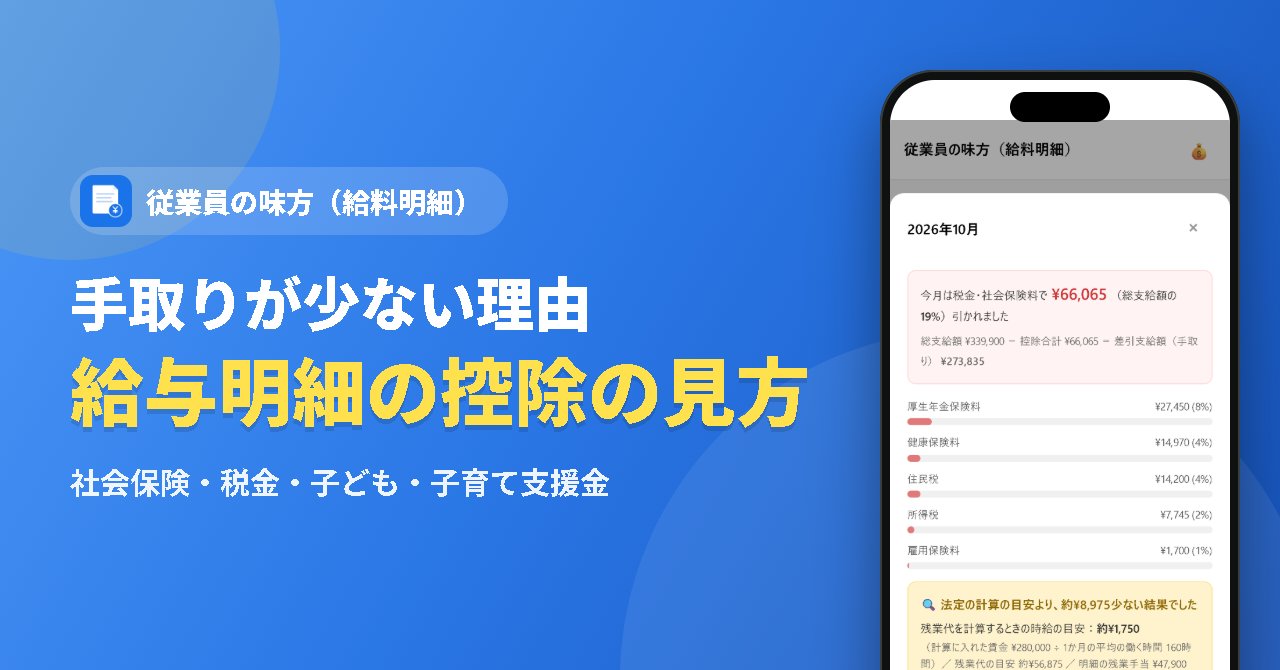 従業員の味方（給料明細）
手取りが少ない理由
給与明細の控除の見方
社会保険・税金・子ども・子育て支援金
従業員の味方（給料明細）
2026年10月
×
今月は税金・社会保険料で ¥66,065 （総支給額の
19%）引かれました
総支給額 ¥339,900 − 控除合計 ¥66,065 = 差引支給額（手取
り） ¥273,835
厚生年金保険料 ¥27,450 (8%)
健康保険料 ¥14,970 (4%)
住民税 ¥14,200 (4%)
所得税 ¥7,745 (2%)
雇用保険料 ¥1,700 (1%)
法定の計算の目安より、約¥8,975少ない結果でした
残業代を計算するときの時給の目安：約¥1,750
（計算に入れた賃金 ¥280,000 ÷ 1か月の平均の働く時間 160時
間）／ 残業代の目安 約¥56,875 ／ 明細の残業手当 ¥47,900